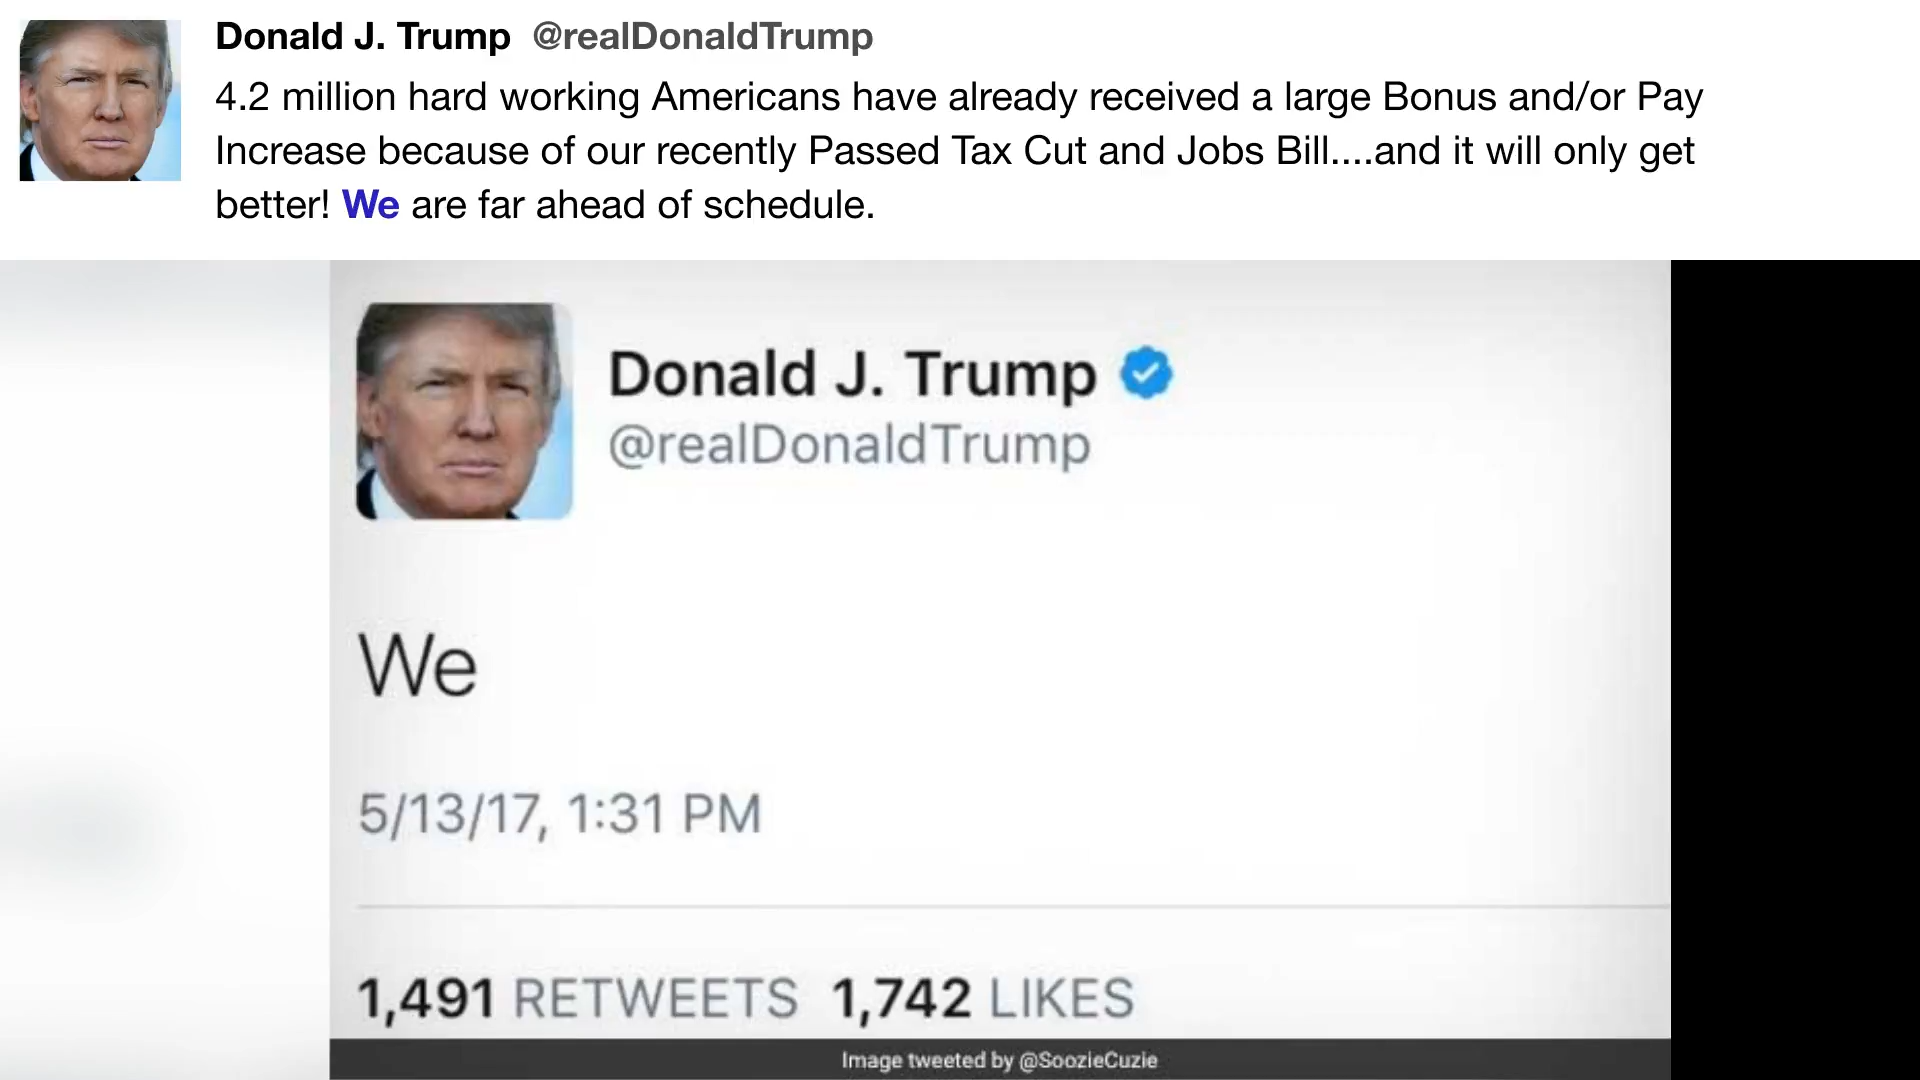 Donald J. Trump @realDonaldTrump
4.2 million hard working Americans have already received a large Bonus and/or Pay
Increase because of our recently Passed Tax Cut and Jobs Bill....and it will only get
better! We are far ahead of schedule.
Donald J. Trump
@realDonaldTrump
We
5/13/17, 1:31 PM
1,491 RETWEETS 1,742 LIKES
Image tweeted by @SoozieCuzie